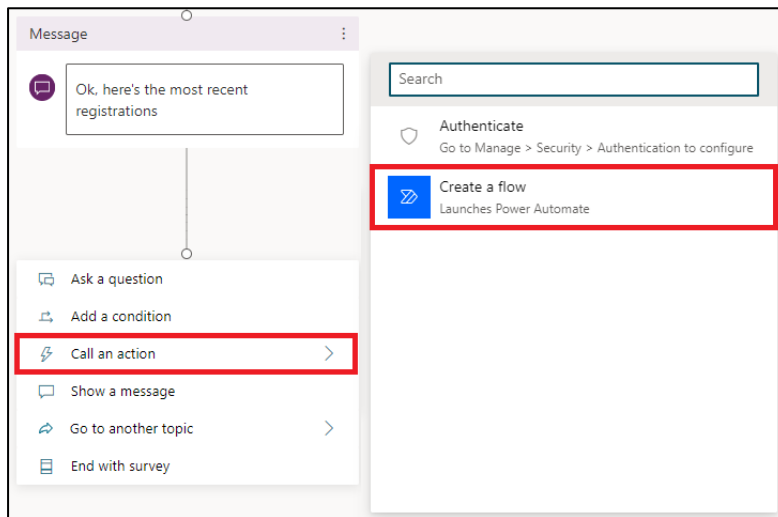 Message
Ok, here's the most recent
registrations
Ask a question
Add a condition
Call an action
Show a message
Go to another topic
End with survey
Search
Authenticate
Go to Manage > Security > Authentication to configure
Create a flow
Launches Power Automate